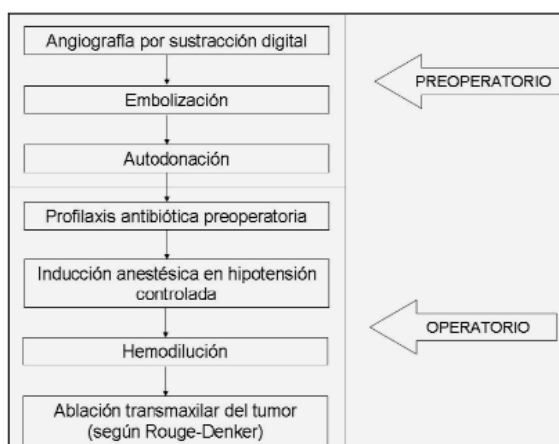 Angiografía por sustracción digital
Embolización
Autodonación
PREOPERATORIO
Profilaxis antibiótica preoperatoria
Inducción anestésica en hipotensión
controlada
Hemodilución
Ablación transmaxilar del tumor
(según Rouge-Denker)
OPERATORIO